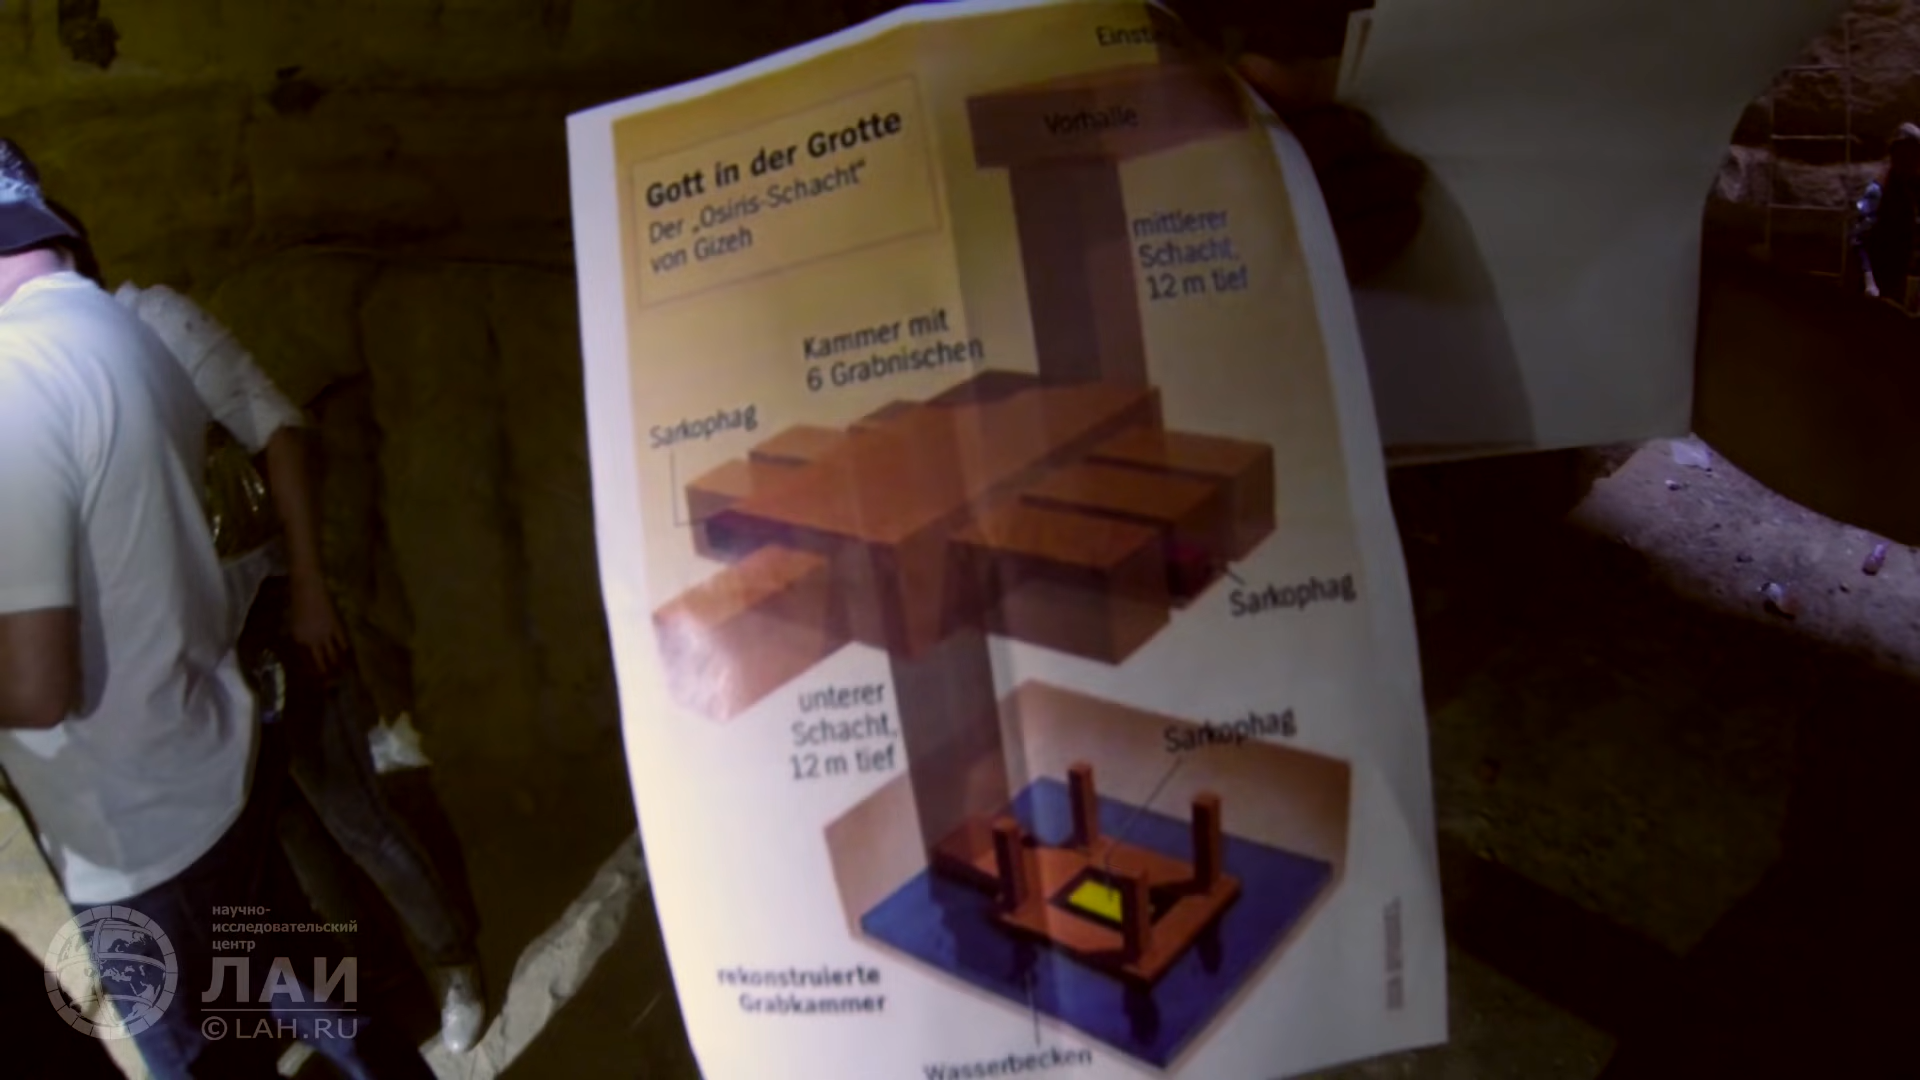 Vorhalle
Gott in der Grotte
Der „Osiris-Schacht“
von Gizeh
mittlerer
Schacht,
12 m tief
Kammer mit
6 Grabnischen
Sarkophag
Sarkophag
unterer
Schacht,
12 m tief
Sarkophag
rekonstruierte
Grabkammer
Wasserbecken
научно-
исследовательский
центр
ЛАИ
© LAH.RU